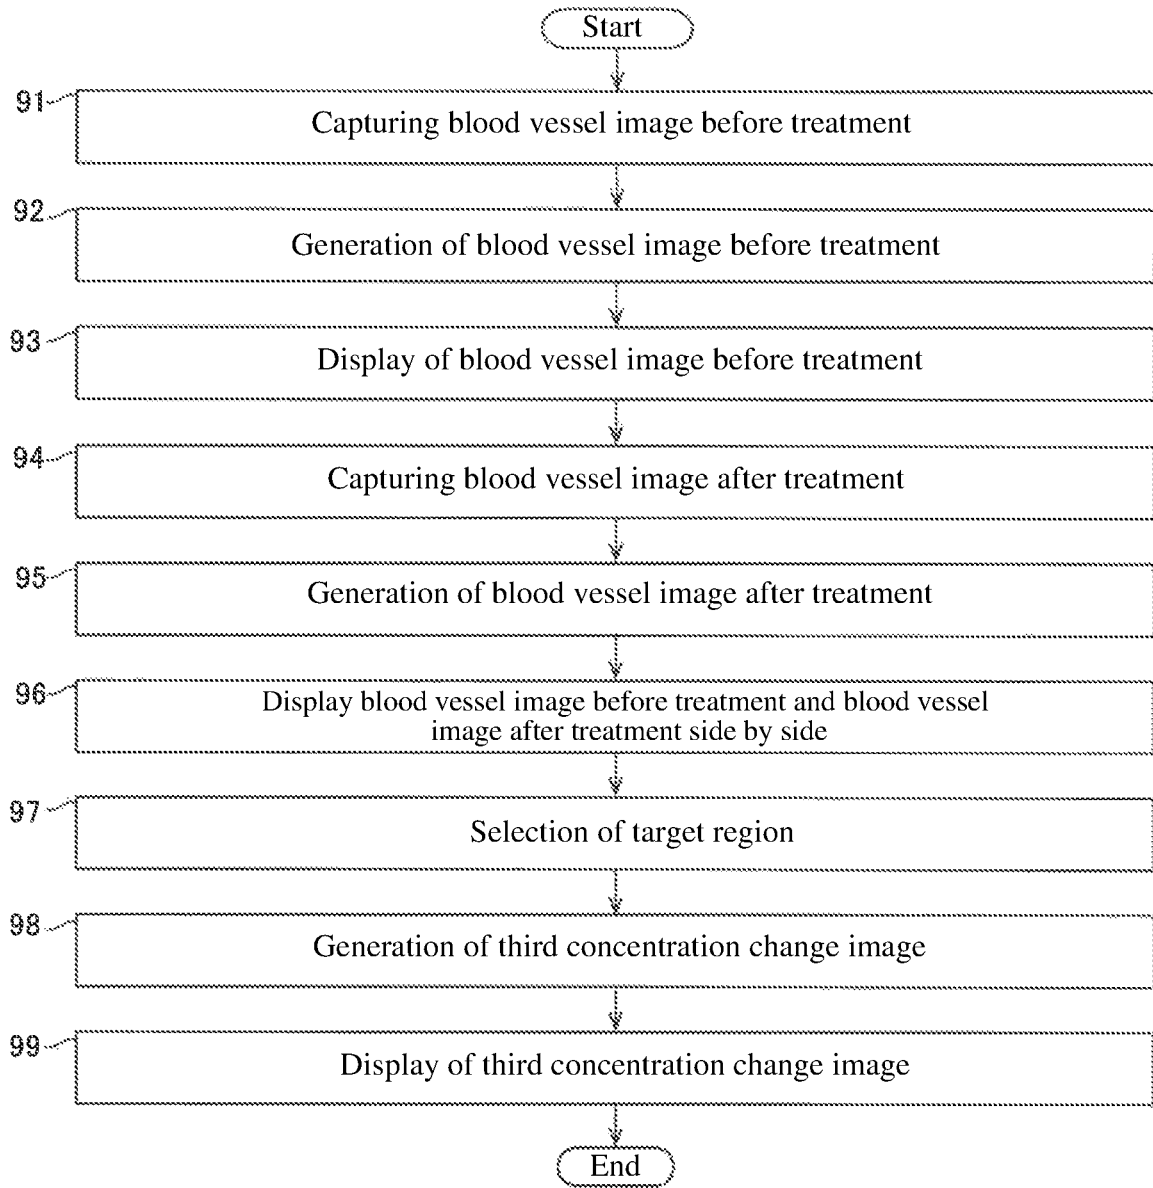 Start
91
Capturing blood vessel image before treatment
92
Generation of blood vessel image before treatment
93
Display of blood vessel image before treatment
94
Capturing blood vessel image after treatment
95
Generation of blood vessel image after treatment
96
Display blood vessel image before treatment and blood vessel
image after treatment side by side
97
Selection of target region
98
Generation of third concentration change image
99
Display of third concentration change image
End